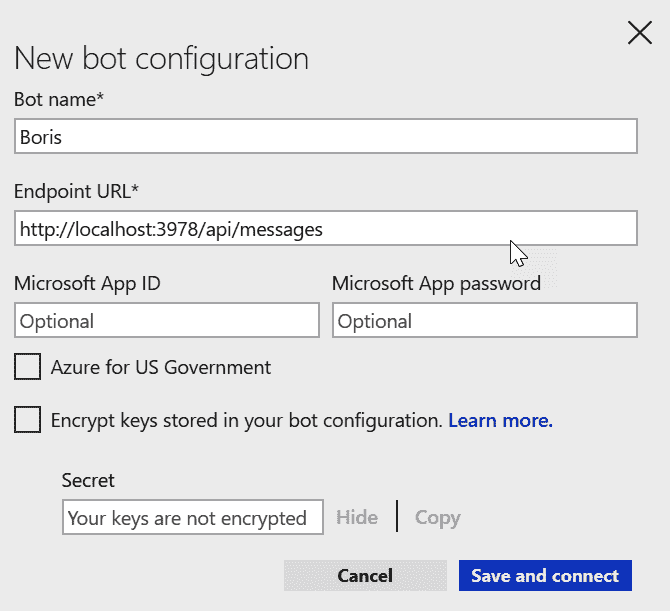 New bot configuration
Bot name*
Boris
Endpoint URL*
http://localhost:3978/api/messages
Microsoft App ID Microsoft App password
Optional Optional
Azure for US Government
Encrypt keys stored in your bot configuration. Learn more.
Secret
Your keys are not encrypted Hide Copy
Cancel Save and connect